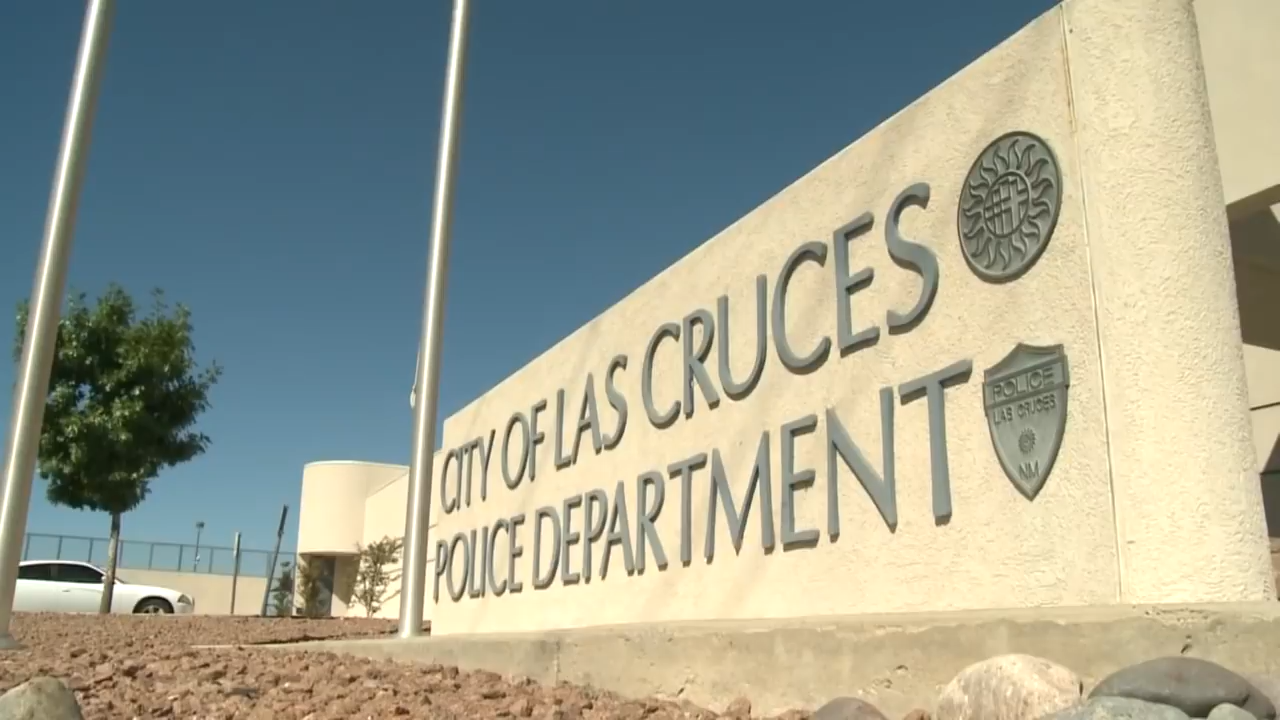 CITY OF LAS CRUCES
POLICE DEPARTMENT
POLICE
LAS CRUCES
NM